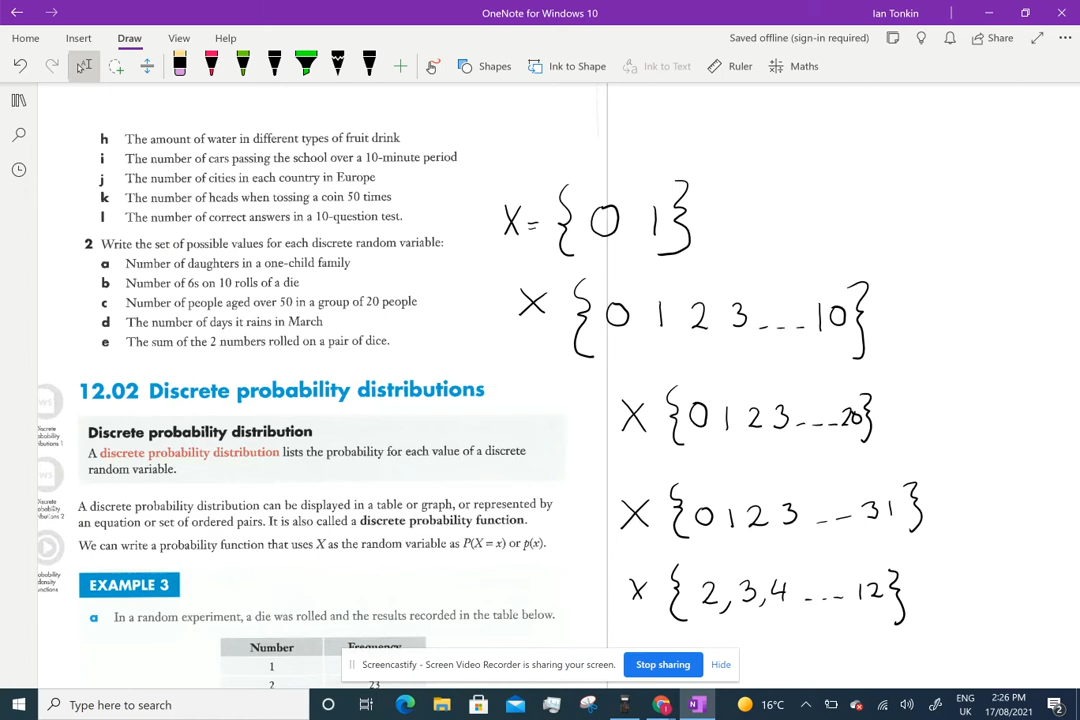 OneNote for Windows 10
Ian Tonkin
Home Insert Draw View Help
Saved offline (sign-in required)
Share
Shapes
Ink to Shape
Ink to Text
Ruler
Maths
h The amount of water in different types of fruit drink
i The number of cars passing the school over a 10-minute period
j The number of cities in each country in Europe
k The number of heads when tossing a coin 50 times
l The number of correct answers in a 10-question test.
2 Write the set of possible values for each discrete random variable:
a Number of daughters in a one-child family
b Number of 6s on 10 rolls of a die
c Number of people aged over 50 in a group of 20 people
d The number of days it rains in March
e The sum of the 2 numbers rolled on a pair of dice.
X = { 0 1 }
X { 0 1 2 3 .... 10 }
X { 0 1 2 3 ---- 20 }
X { 0 1 2 3 -- 31 }
X { 2, 3, 4 .... 12 }
12.02 Discrete probability distributions
Discrete probability distribution
A discrete probability distribution lists the probability for each value of a discrete
random variable.
A discrete probability distribution can be displayed in a table or graph, or represented by
an equation or set of ordered pairs. It is also called a discrete probability function.
We can write a probability function that uses X as the random variable as P(X = x) or p(x).
EXAMPLE 3
a In a random experiment, a die was rolled and the results recorded in the table below.
Number Frequency
1
2 23
Screencastify - Screen Video Recorder is sharing your screen.
Stop sharing
Hide
Type here to search
16°C
ENG
UK
2:26 PM
17/08/2021
2